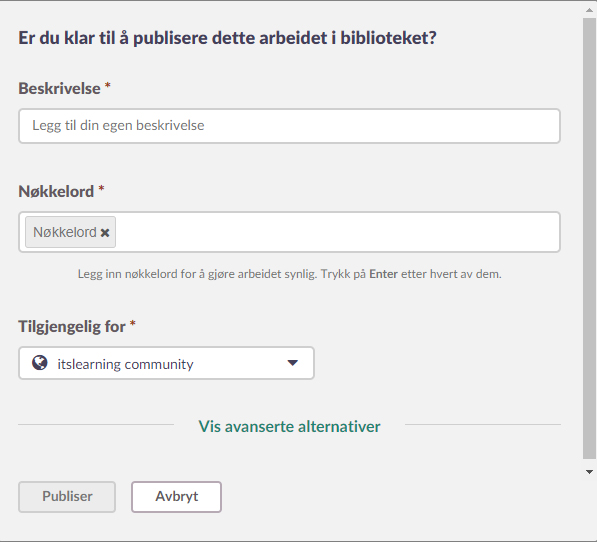 Er du klar til å publisere dette arbeidet i biblioteket?
Beskrivelse *
Legg til din egen beskrivelse
Nøkkelord *
Nøkkelord ×
Legg inn nøkkelord for å gjøre arbeidet synlig. Trykk på Enter etter hvert av dem.
Tilgjengelig for *
itslearning community
Vis avanserte alternativer
Publiser Avbryt